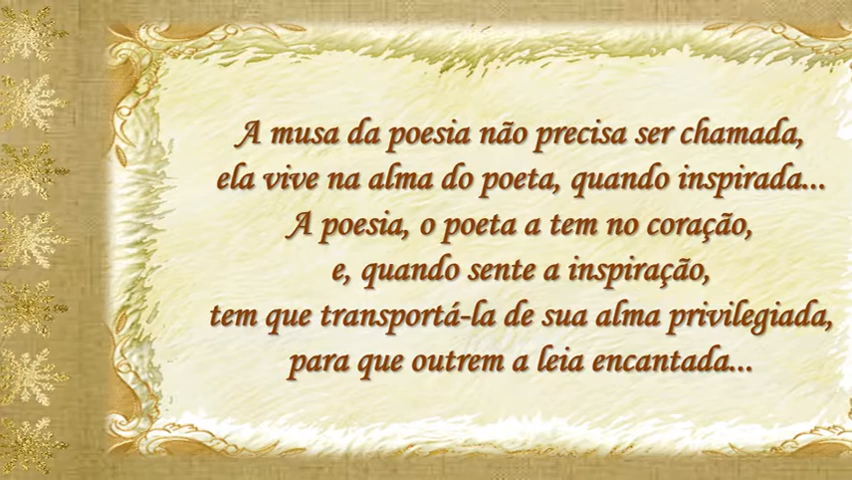 A musa da poesia não precisa ser chamada,
ela vive na alma do poeta, quando inspirada...
A poesia, o poeta a tem no coração,
e, quando sente a inspiração,
tem que transportá-la de sua alma privilegiada,
para que outrem a leia encantada...